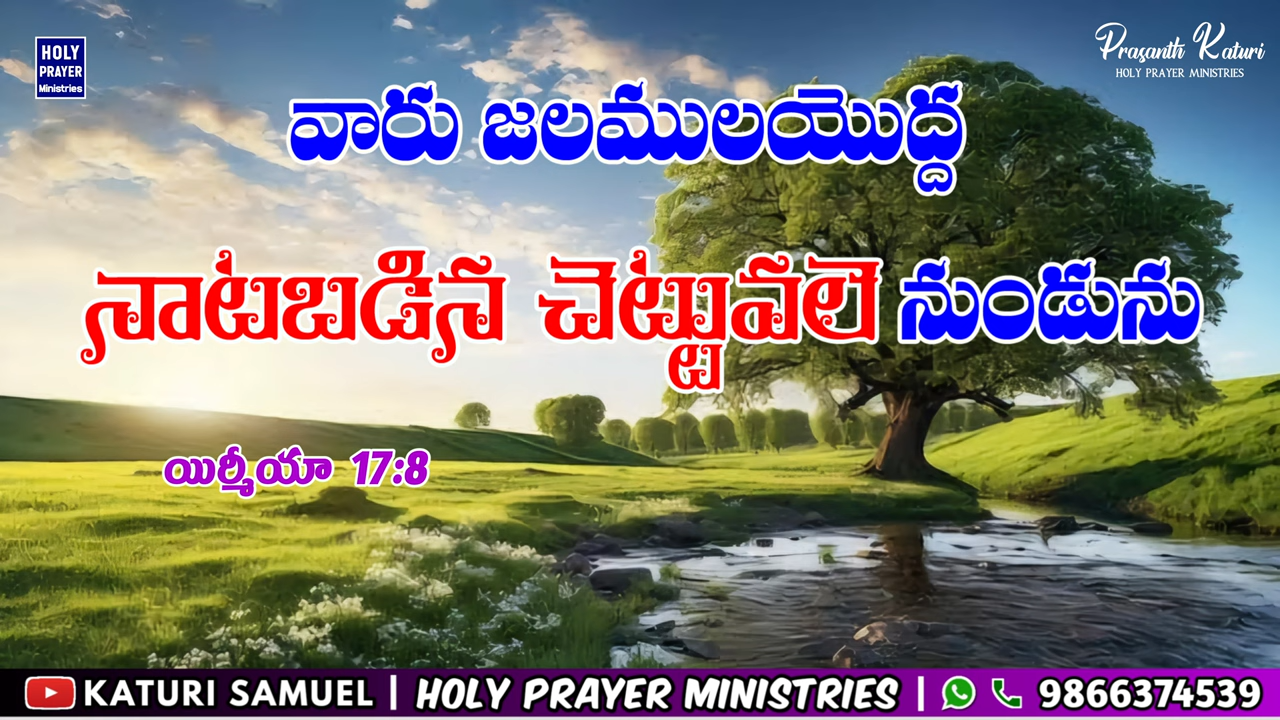 HOLY
PRAYER
Ministries
Prasanth Katuri
HOLY PRAYER MINISTRIES
వారు జలములయొద్ద
నాటబడిన చెట్టువలె నుండును
యిర్మీయా 17:8
KATURI SAMUEL | HOLY PRAYER MINISTRIES | 9866374539